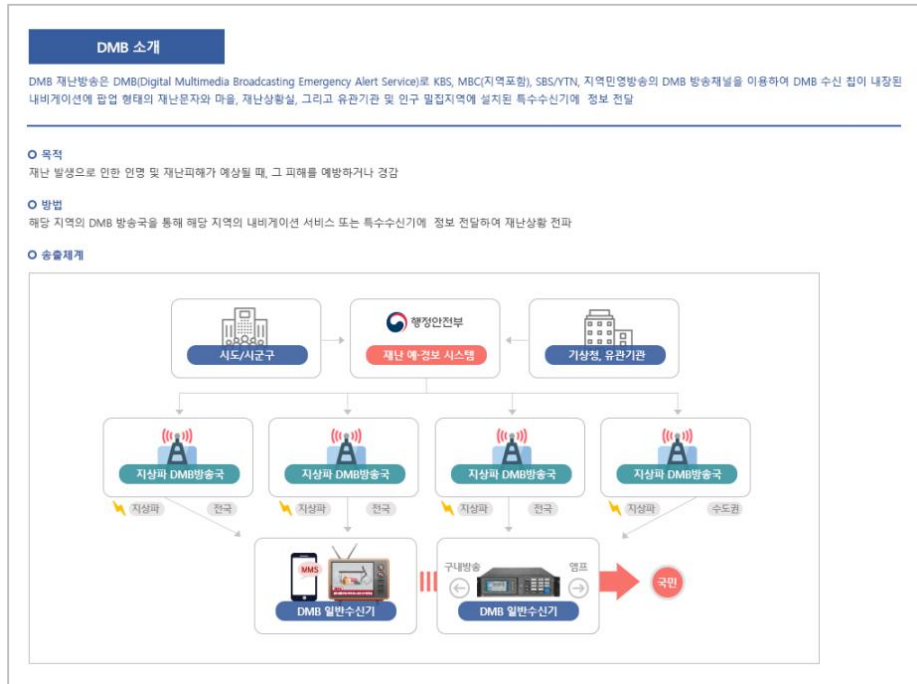 DMB 소개
DMB 재난방송은 DMB(Digital Multimedia Broadcasting Emergency Alert Service)로 KBS, MBC(지역포함), SBS/YTN, 지역민영방송의 DMB 방송채널을 이용하여 DMB 수신 칩이 내장된
내비게이션에 팝업 형태의 재난문자와 마을, 재난상황실, 그리고 유관기관 및 인구 밀집지역에 설치된 특수수신기에 정보 전달
목적
재난 발생으로 인한 인명 및 재난피해가 예상될 때, 그 피해를 예방하거나 경감
방법
해당 지역의 DMB 방송국을 통해 해당 지역의 내비게이션 서비스 또는 특수수신기에 정보 전달하여 재난상황 전파
송출체계
행정안전부
시도/시군구 재난 예·경보 시스템 기상청, 유관기관
지상파 DMB방송국 지상파 DMB방송국 지상파 DMB방송국 지상파 DMB방송국
지상파 전국 지상파 전국 지상파 전국 지상파 수도권
MMS 구내방송 앰프
국민
DMB 일반수신기 DMB 일반수신기